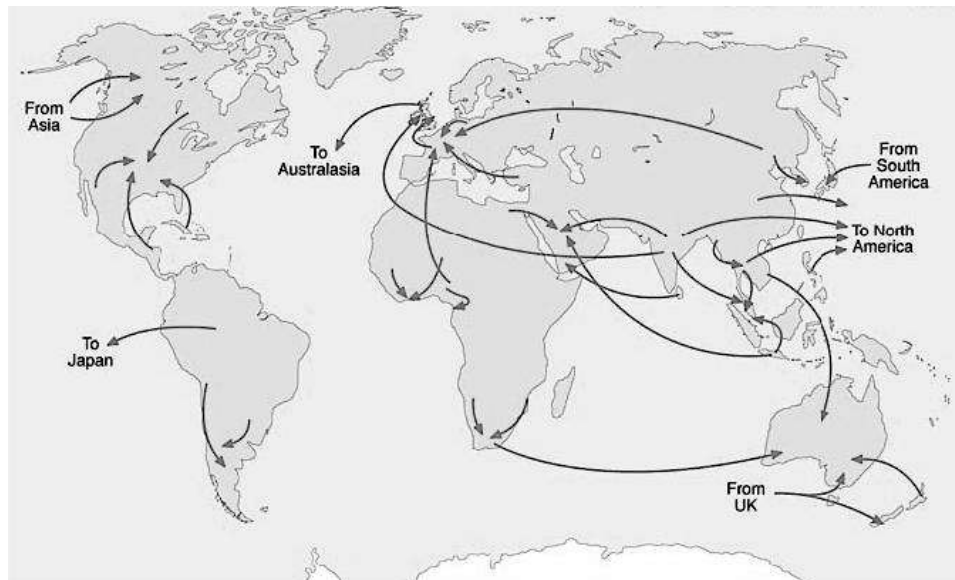 From
Asia
To
Australasia
From
South
America
To North
America
To
Japan
From
UK